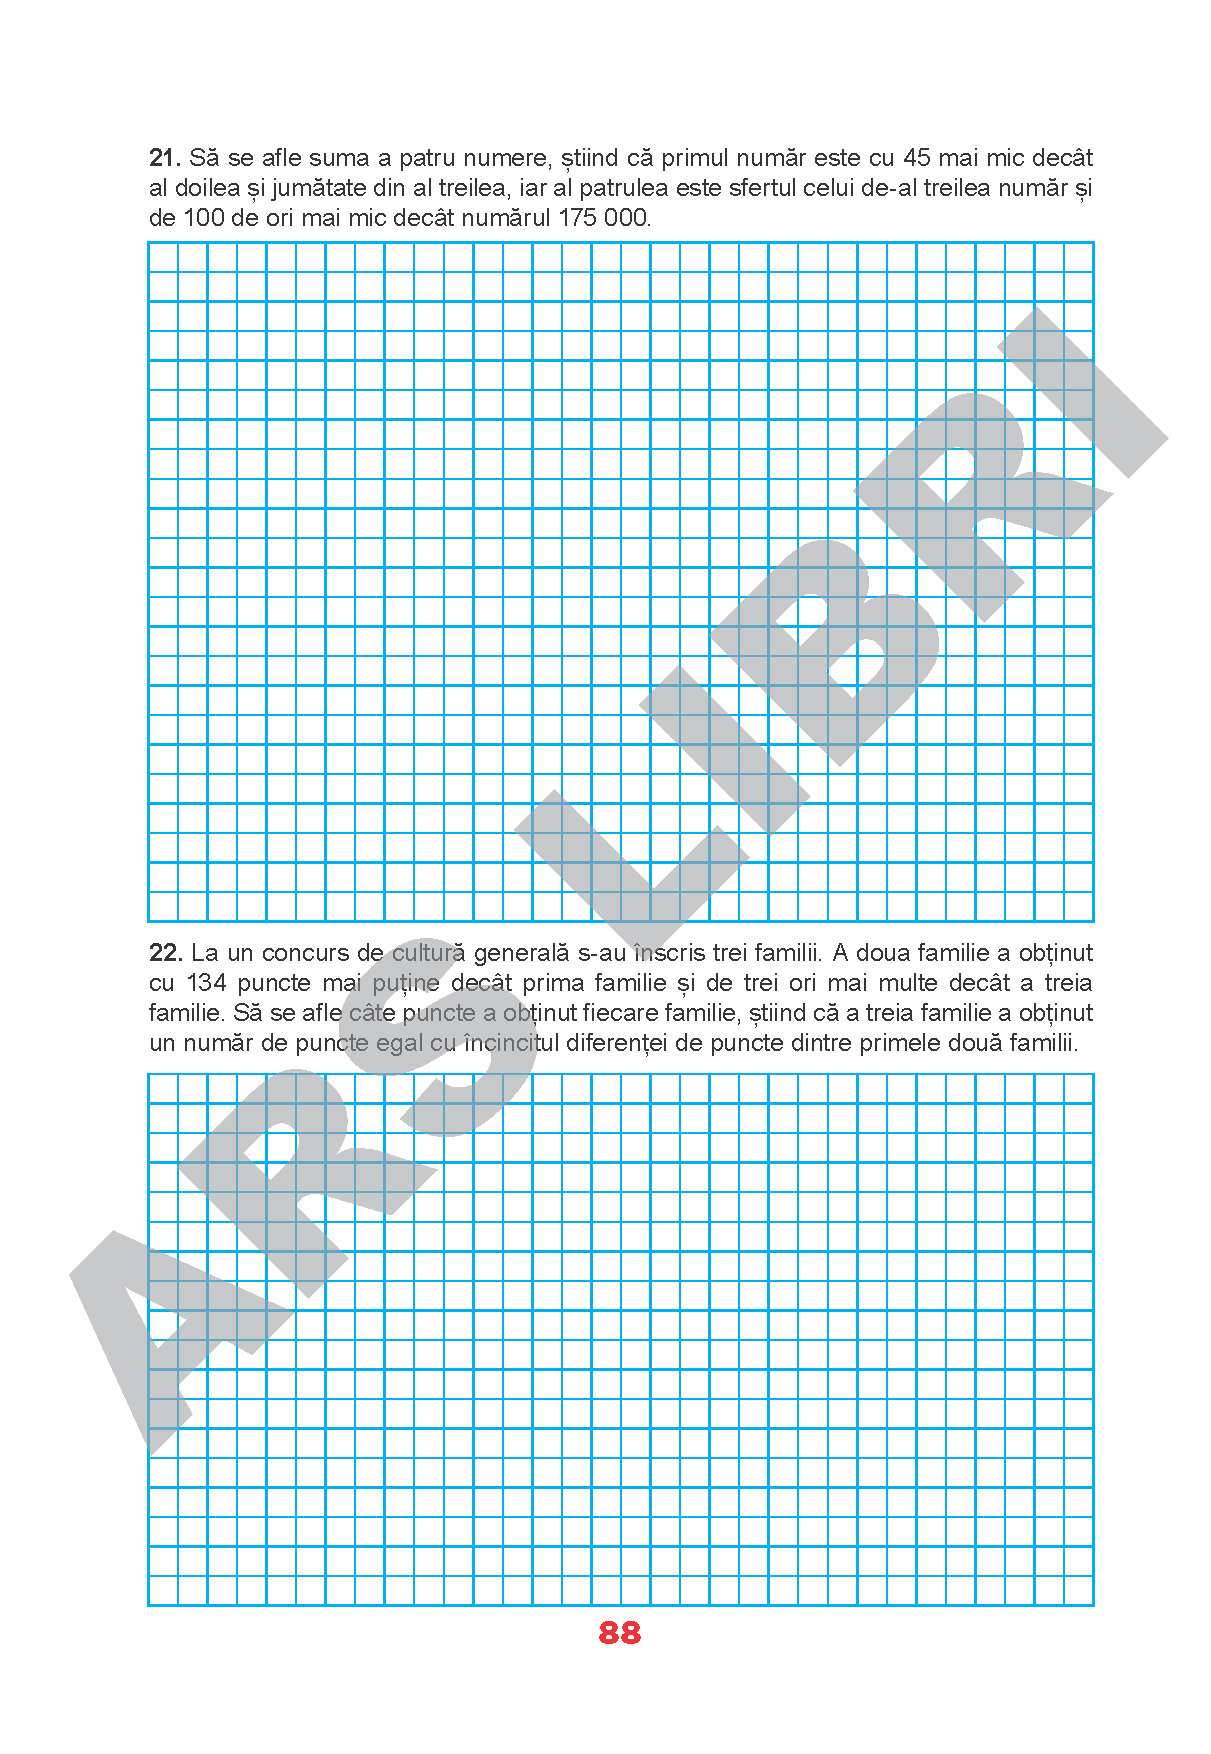 21. Să se afle suma a patru numere, știind că primul număr este cu 45 mai mic decât
al doilea și jumătate din al treilea, iar al patrulea este sfertul celui de-al treilea număr și
de 100 de ori mai mic decât numărul 175 000.
22. La un concurs de cultură generală s-au înscris trei familii. A doua familie a obținut
cu 134 puncte mai puține decât prima familie și de trei ori mai multe decât a treia
familie. Să se afle câte puncte a obținut fiecare familie, știind că a treia familie a obținut
un număr de puncte egal cu încincitul diferenței de puncte dintre primele două familii.
ARS LIBRI
88